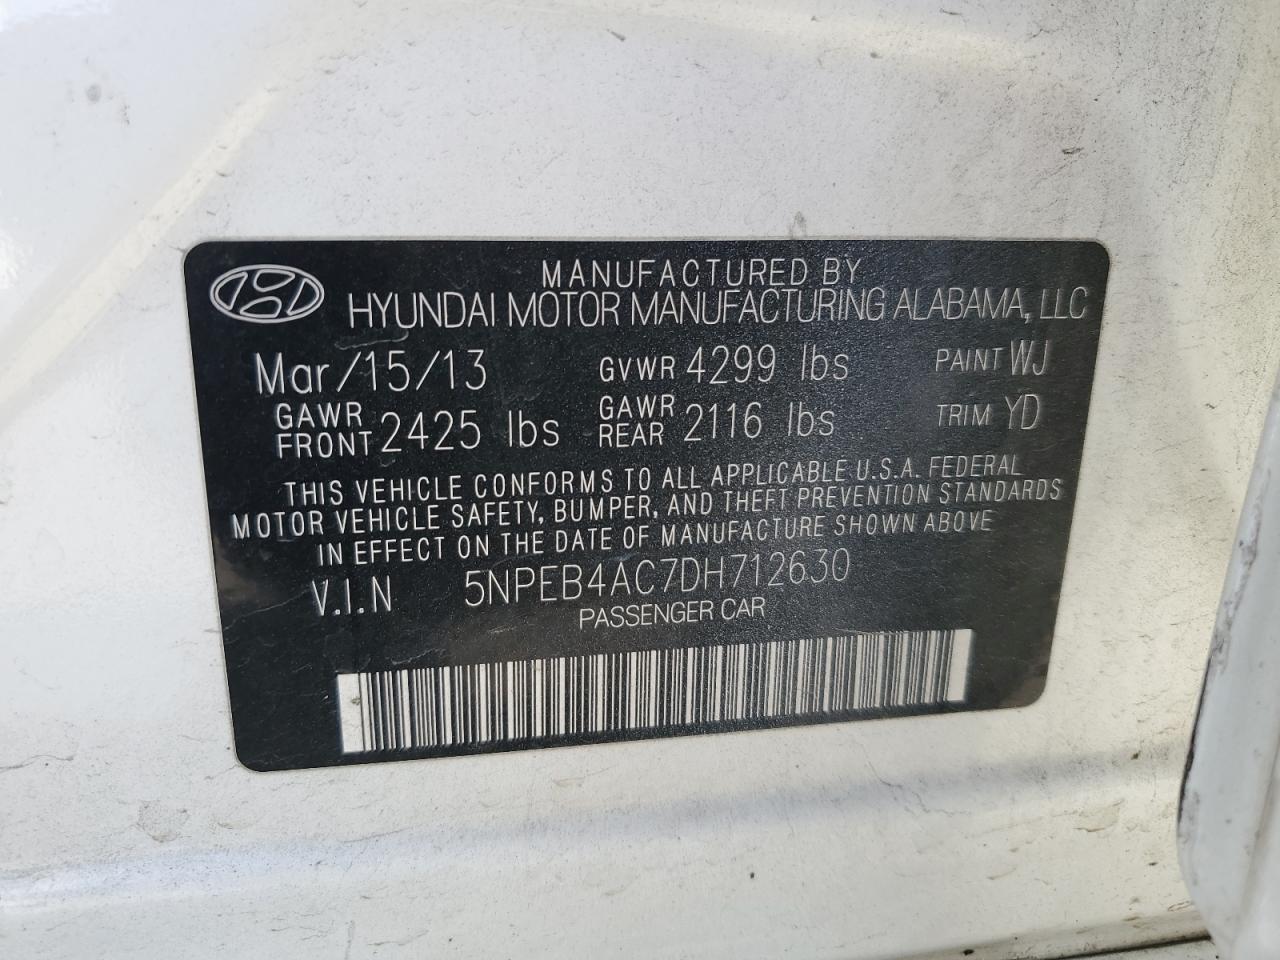 MANUFACTURED BY
HYUNDAI MOTOR MANUFACTURING ALABAMA, LLC
Mar/15/13 GVWR 4299 lbs PAINT WJ
GAWR FRONT 2425 lbs GAWR REAR 2116 lbs TRIM YD
THIS VEHICLE CONFORMS TO ALL APPLICABLE U.S.A. FEDERAL
MOTOR VEHICLE SAFETY, BUMPER, AND THEFT PREVENTION STANDARDS
IN EFFECT ON THE DATE OF MANUFACTURE SHOWN ABOVE
V.I.N 5NPEB4AC7DH712630
PASSENGER CAR